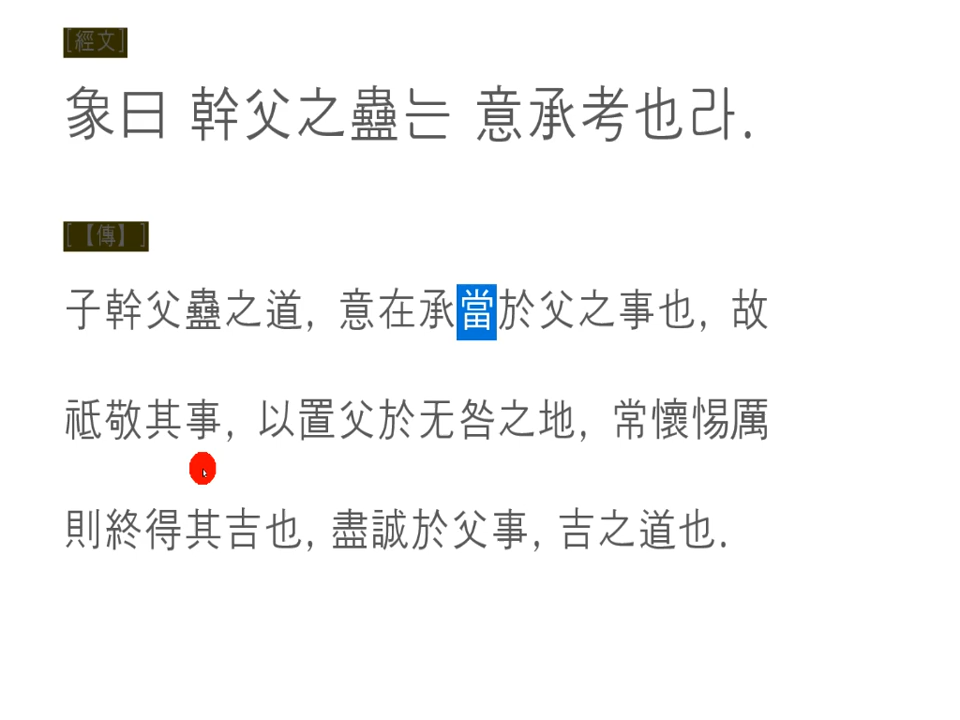 [經文]
象曰 幹父之蠱는 意承考也라.
[【傳】]
子幹父蠱之道, 意在承當於父之事也, 故
祗敬其事, 以置父於无咎之地, 常懷惕厲
則終得其吉也, 盡誠於父事, 吉之道也.